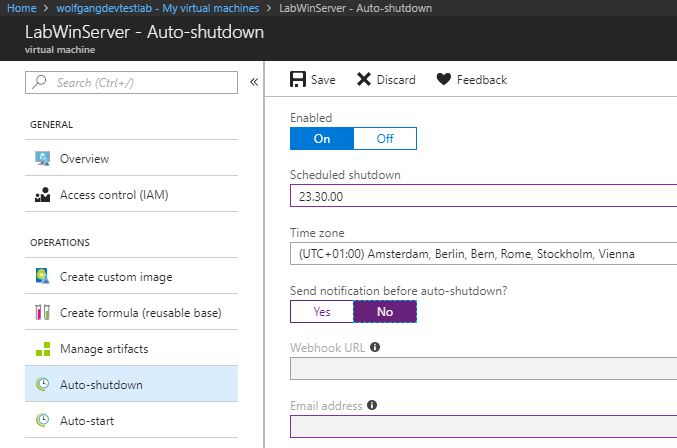 Home > wolfgangdevtestlab - My virtual machines > LabWinServer - Auto-shutdown
LabWinServer - Auto-shutdown
virtual machine
Search (Ctrl+/)
«
GENERAL
Overview
Access control (IAM)
OPERATIONS
Create custom image
Create formula (reusable base)
Manage artifacts
Auto-shutdown
Auto-start
Save Discard Feedback
Enabled
On Off
Scheduled shutdown
23.30.00
Time zone
(UTC+01:00) Amsterdam, Berlin, Bern, Rome, Stockholm, Vienna
Send notification before auto-shutdown?
Yes No
Webhook URL
Email address